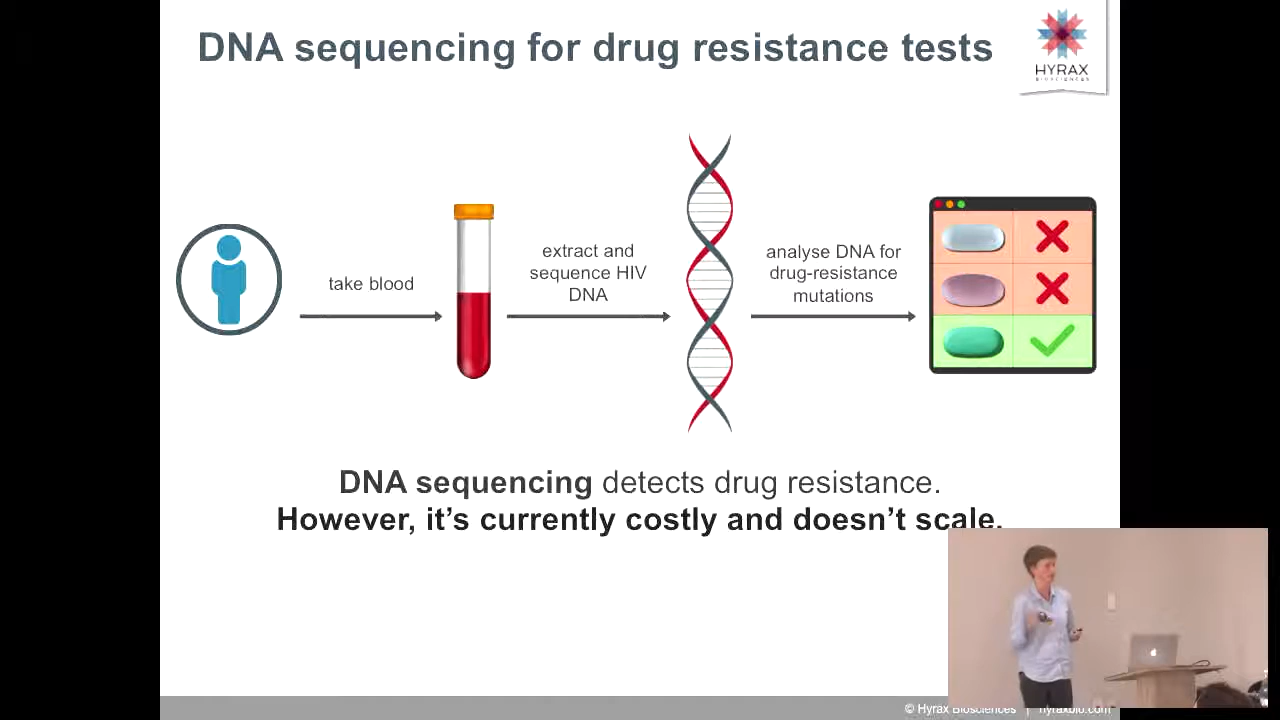 DNA sequencing for drug resistance tests
HYRAX
BIOSCIENCES
take blood
extract and
sequence HIV
DNA
analyse DNA for
drug-resistance
mutations
DNA sequencing detects drug resistance.
However, it's currently costly and doesn't scale.
© Hyrax Biosciences | hyraxbio.com